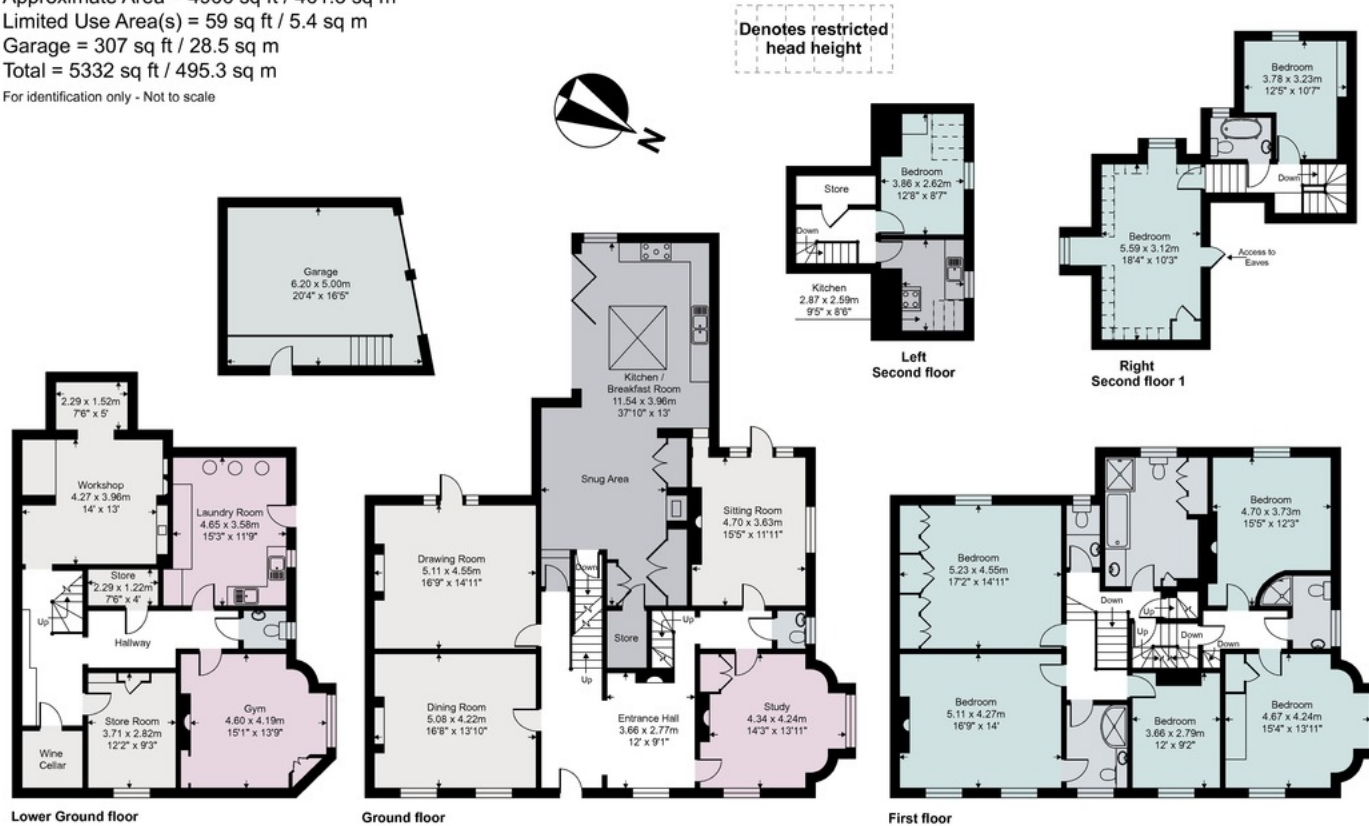 Limited Use Area(s) = 59 sq ft / 5.4 sq m
Garage = 307 sq ft / 28.5 sq m
Total = 5332 sq ft / 495.3 sq m
For identification only - Not to scale
Denotes restricted
head height
N
Garage
6.20 x 5.00m
20'4" x 16'5"
Store
Down
Bedroom
3.86 x 2.62m
12'8" x 8'7"
Kitchen
2.87 x 2.59m
9'5" x 8'6"
Left
Second floor
Bedroom
3.78 x 3.23m
12'5" x 10'7"
Down
Bedroom
5.59 x 3.12m
18'4" x 10'3"
Access to
Eaves
Right
Second floor 1
2.29 x 1.52m
7'6" x 5'
Workshop
4.27 x 3.96m
14' x 13'
Laundry Room
4.65 x 3.58m
15'3" x 11'9"
Store
2.29 x 1.22m
7'6" x 4'
Up
Hallway
Store Room
3.71 x 2.82m
12'2" x 9'3"
Gym
4.60 x 4.19m
15'1" x 13'9"
Wine
Cellar
Lower Ground floor
Kitchen /
Breakfast Room
11.54 x 3.96m
37'10" x 13'
Snug Area
Drawing Room
5.11 x 4.55m
16'9" x 14'11"
Sitting Room
4.70 x 3.63m
15'5" x 11'11"
Down
Store
Up
Up
Dining Room
5.08 x 4.22m
16'8" x 13'10"
Entrance Hall
3.66 x 2.77m
12' x 9'1"
Study
4.34 x 4.24m
14'3" x 13'11"
Ground floor
Bedroom
5.23 x 4.55m
17'2" x 14'11"
Bedroom
4.70 x 3.73m
15'5" x 12'3"
Down
Up
Up
Down
Down
Bedroom
5.11 x 4.27m
16'9" x 14'
Bedroom
3.66 x 2.79m
12' x 9'2"
Bedroom
4.67 x 4.24m
15'4" x 13'11"
First floor